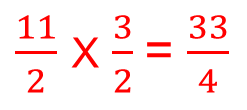 11/2 X 3/2 = 33/4